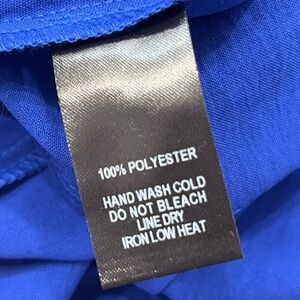 100% POLYESTER
HAND WASH COLD
DO NOT BLEACH
LINE DRY
IRON LOW HEAT